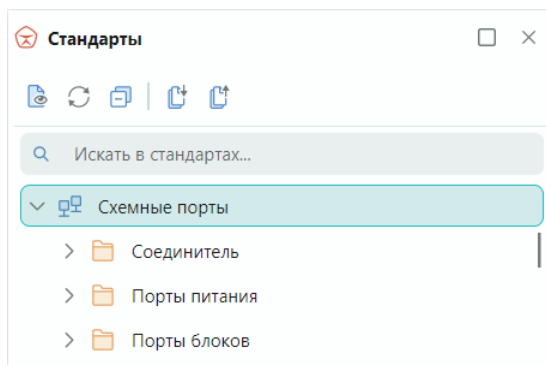 Стандарты
Искать в стандартах...
Схемные порты
Соединитель
Порты питания
Порты блоков